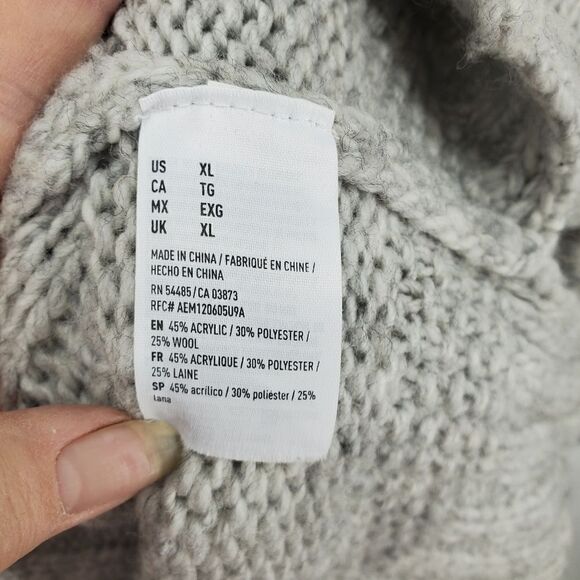 US XL
CA TG
MX EXG
UK XL
MADE IN CHINA / FABRIQUÉ EN CHINE /
HECHO EN CHINA
RN 54485 / CA 03873
RFC# AEM120605U9A
EN 45% ACRYLIC / 30% POLYESTER /
25% WOOL
FR 45% ACRYLIQUE / 30% POLYESTER /
25% LAINE
SP 45% acrílico / 30% poliéster / 25%
lana